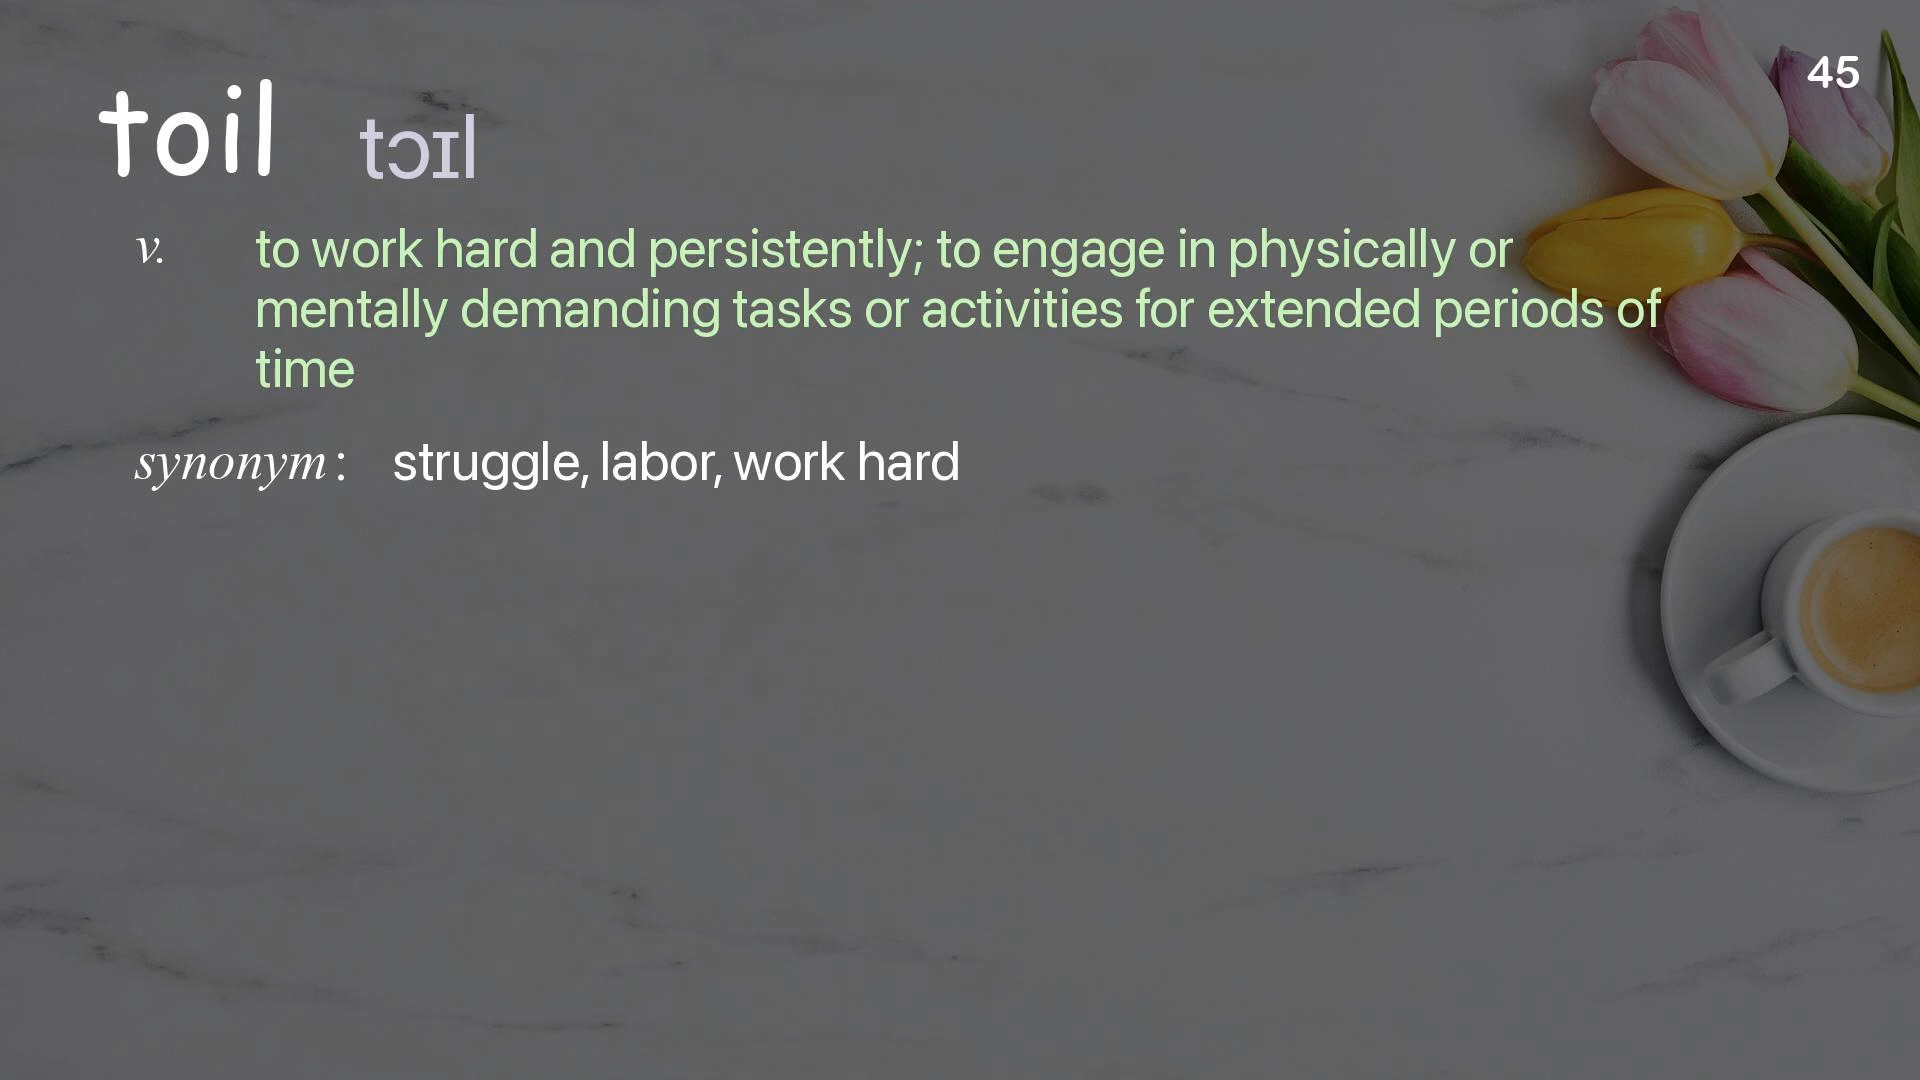 45
toil tɔɪl
v. to work hard and persistently; to engage in physically or
mentally demanding tasks or activities for extended periods of
time
synonym: struggle, labor, work hard